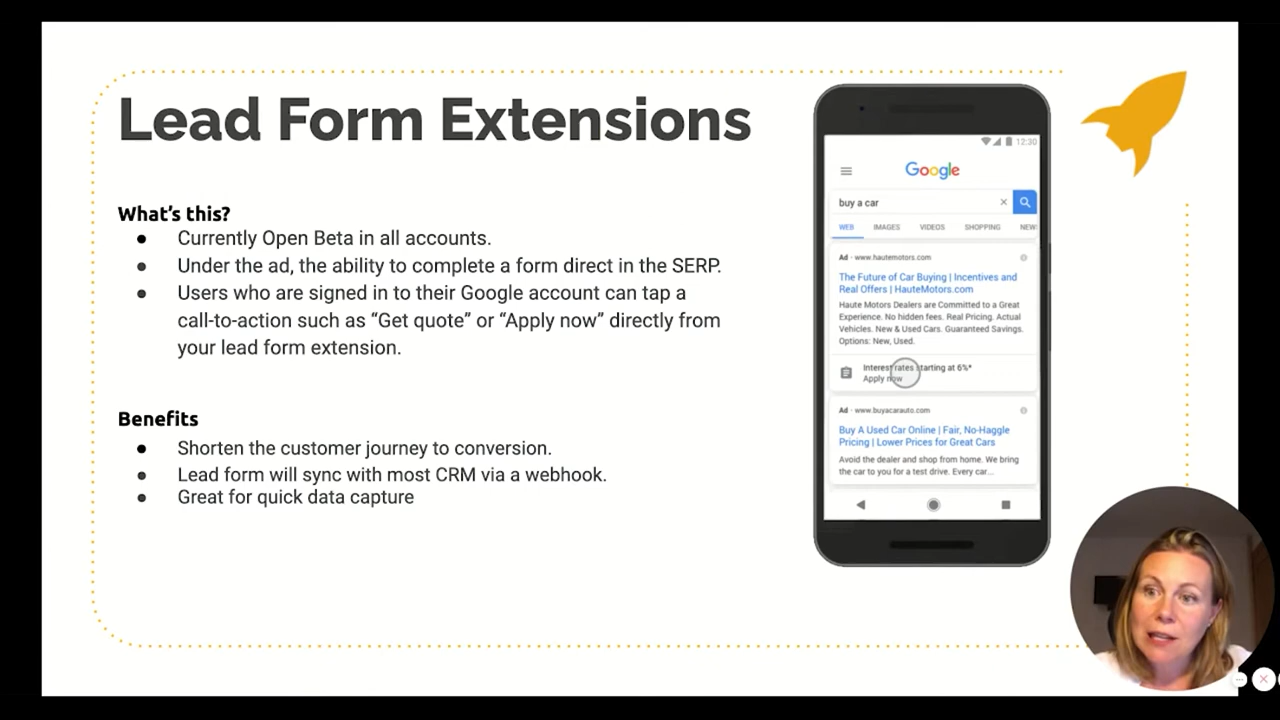 Lead Form Extensions
What's this?
● Currently Open Beta in all accounts.
● Under the ad, the ability to complete a form direct in the SERP.
● Users who are signed in to their Google account can tap a
call-to-action such as “Get quote” or “Apply now” directly from
your lead form extension.
Benefits
● Shorten the customer journey to conversion.
● Lead form will sync with most CRM via a webhook.
● Great for quick data capture
12:30
Google
buy a car
WEB IMAGES VIDEOS SHOPPING NEWS
Ad · www.hautemotors.com
The Future of Car Buying | Incentives and
Real Offers | HauteMotors.com
Haute Motors Dealers are Committed to a Great
Experience. No hidden fees. Real Pricing. Actual
Vehicles. New & Used Cars. Guaranteed Savings.
Options: New, Used.
Interest rates starting at 6%*
Apply now
Ad · www.buyacarauto.com
Buy A Used Car Online | Fair, No-Haggle
Pricing | Lower Prices for Great Cars
Avoid the dealer and shop from home. We bring
the car to you for a test drive. Every car...